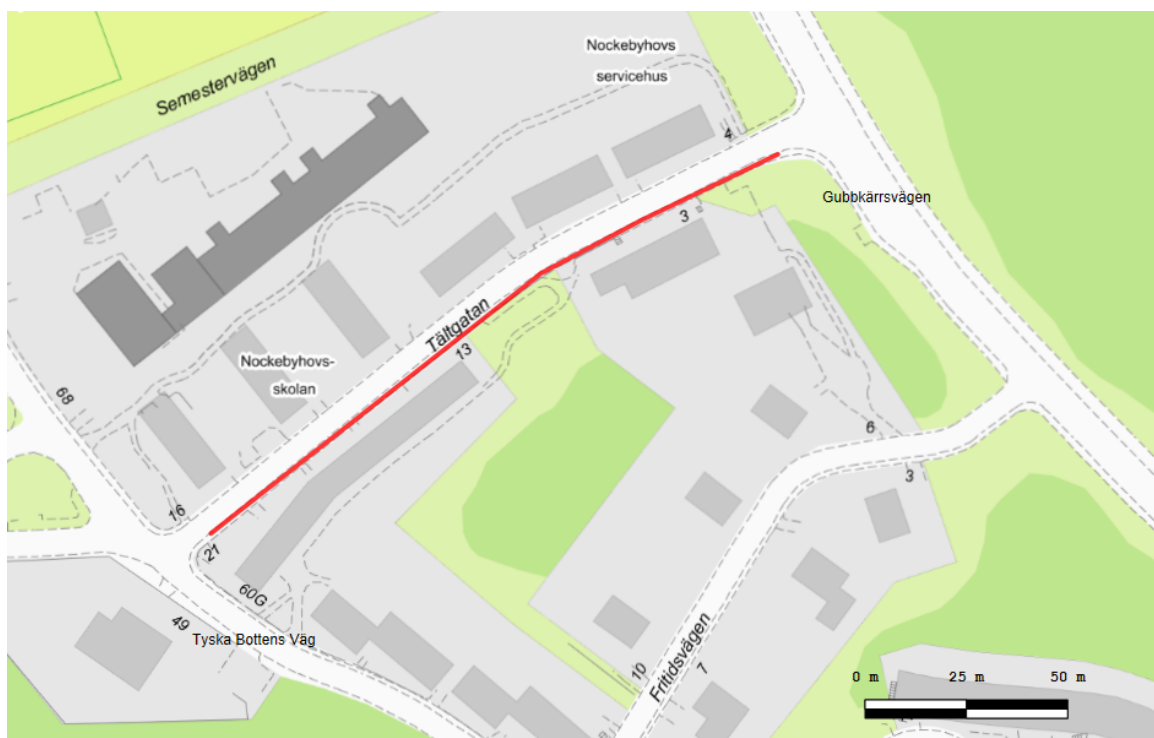 Nockebyhovs
servicehus
Semestervägen
4
Gubbkärrsvägen
3
Tältgatan
13
Nockebyhovs-
skolan
68
6
3
16
21
60G
49
Tyska Bottens Väg
10
Fritidsvägen
7
0 m 25 m 50 m